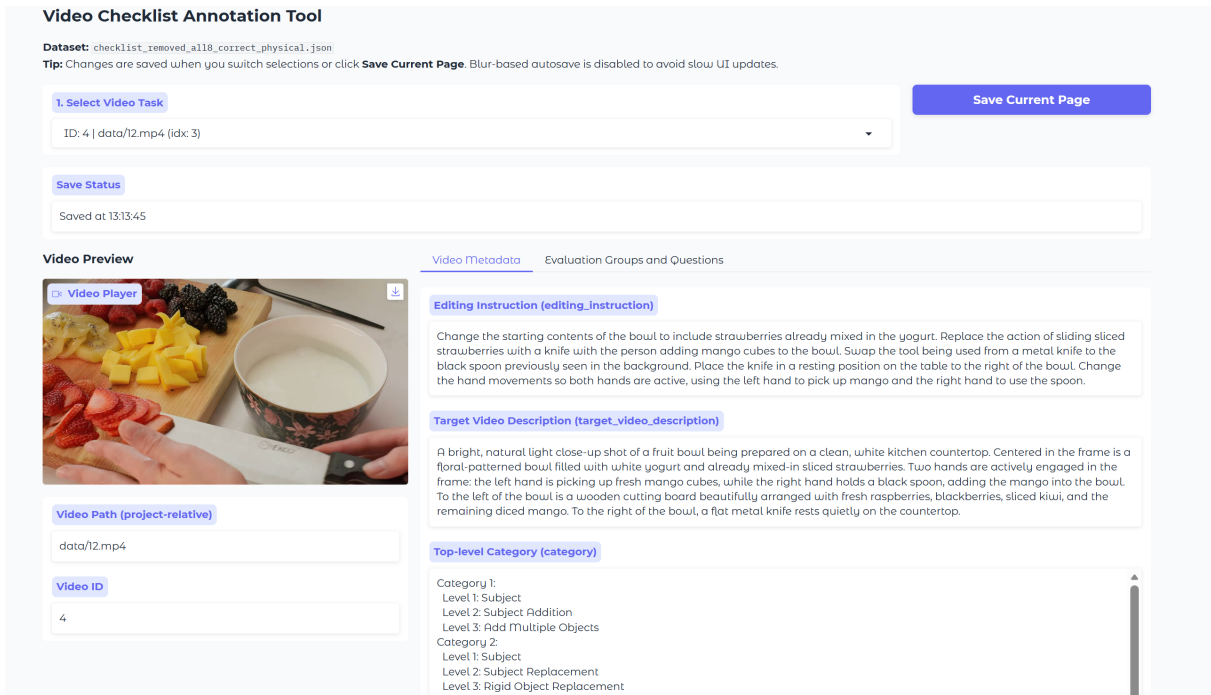 Video Checklist Annotation Tool
Dataset: checklist_removed_all8_correct_physical.json
Tip: Changes are saved when you switch selections or click Save Current Page. Blur-based autosave is disabled to avoid slow UI updates.
1. Select Video Task
ID: 4 | data/12.mp4 (idx: 3)
Save Current Page
Save Status
Saved at 13:13:45
Video Preview
Video Player
Video Path (project-relative)
data/12.mp4
Video ID
4
Video Metadata
Evaluation Groups and Questions
Editing Instruction (editing_instruction)
Change the starting contents of the bowl to include strawberries already mixed in the yogurt. Replace the action of sliding sliced
strawberries with a knife with the person adding mango cubes to the bowl. Swap the tool being used from a metal knife to the
black spoon previously seen in the background. Place the knife in a resting position on the table to the right of the bowl. Change
the hand movements so both hands are active, using the left hand to pick up mango and the right hand to use the spoon.
Target Video Description (target_video_description)
A bright, natural light close-up shot of a fruit bowl being prepared on a clean, white kitchen countertop. Centered in the frame is a
floral-patterned bowl filled with white yogurt and already mixed-in sliced strawberries. Two hands are actively engaged in the
frame: the left hand is picking up fresh mango cubes, while the right hand holds a black spoon, adding the mango into the bowl.
To the left of the bowl is a wooden cutting board beautifully arranged with fresh raspberries, blackberries, sliced kiwi, and the
remaining diced mango. To the right of the bowl, a flat metal knife rests quietly on the countertop.
Top-level Category (category)
Category 1:
Level 1: Subject
Level 2: Subject Addition
Level 3: Add Multiple Objects
Category 2:
Level 1: Subject
Level 2: Subject Replacement
Level 3: Rigid Object Replacement